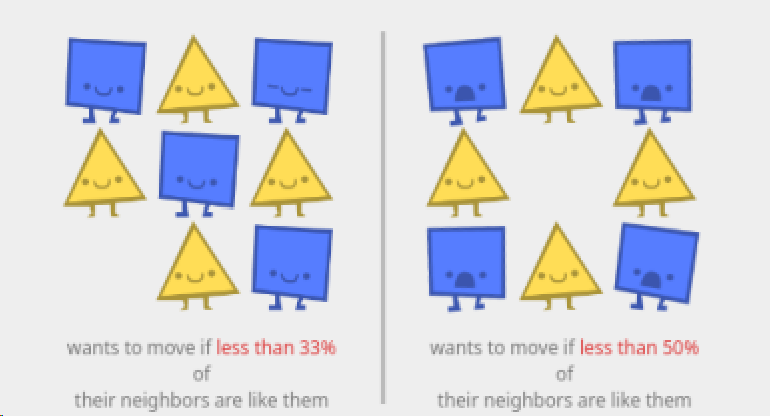 wants to move if less than 33%
of
their neighbors are like them
wants to move if less than 50%
of
their neighbors are like them